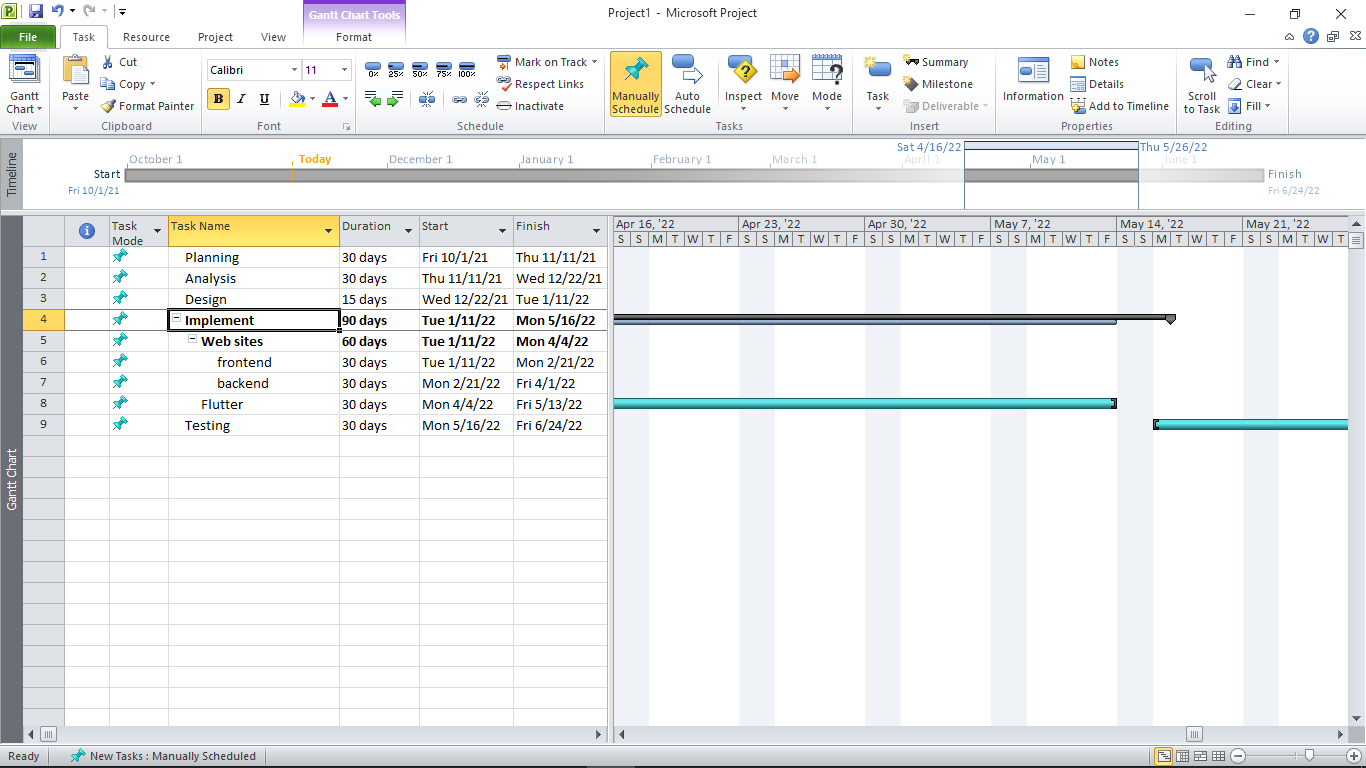 Project1 - Microsoft Project
Gantt Chart Tools
File Task Resource Project View Format
Gantt Chart
View
Paste
Cut
Copy
Format Painter
Clipboard
Calibri 11
B I U A
Font
0% 25% 50% 75% 100%
Mark on Track
Respect Links
Inactivate
Schedule
Manually Schedule
Auto Schedule
Inspect
Move
Mode
Tasks
Task
Summary
Milestone
Deliverable
Insert
Information
Notes
Details
Add to Timeline
Properties
Scroll to Task
Find
Clear
Fill
Editing
Timeline
Sat 4/16/22 Thu 5/26/22
October 1 Today December 1 January 1 February 1 March 1 April 1 May 1 June 1
Start Finish
Fri 10/1/21 Fri 6/24/22
Gantt Chart
Task Mode Task Name Duration Start Finish
1 Planning 30 days Fri 10/1/21 Thu 11/11/21
2 Analysis 30 days Thu 11/11/21 Wed 12/22/21
3 Design 15 days Wed 12/22/21 Tue 1/11/22
4 Implement 90 days Tue 1/11/22 Mon 5/16/22
5 Web sites 60 days Tue 1/11/22 Mon 4/4/22
6 frontend 30 days Tue 1/11/22 Mon 2/21/22
7 backend 30 days Mon 2/21/22 Fri 4/1/22
8 Flutter 30 days Mon 4/4/22 Fri 5/13/22
9 Testing 30 days Mon 5/16/22 Fri 6/24/22
Apr 16, '22 Apr 23, '22 Apr 30, '22 May 7, '22 May 14, '22 May 21, '22
S S M T W T F S S M T W T F S S M T W T F S S M T W T F S S M T W T F S S M T W T
Ready New Tasks : Manually Scheduled